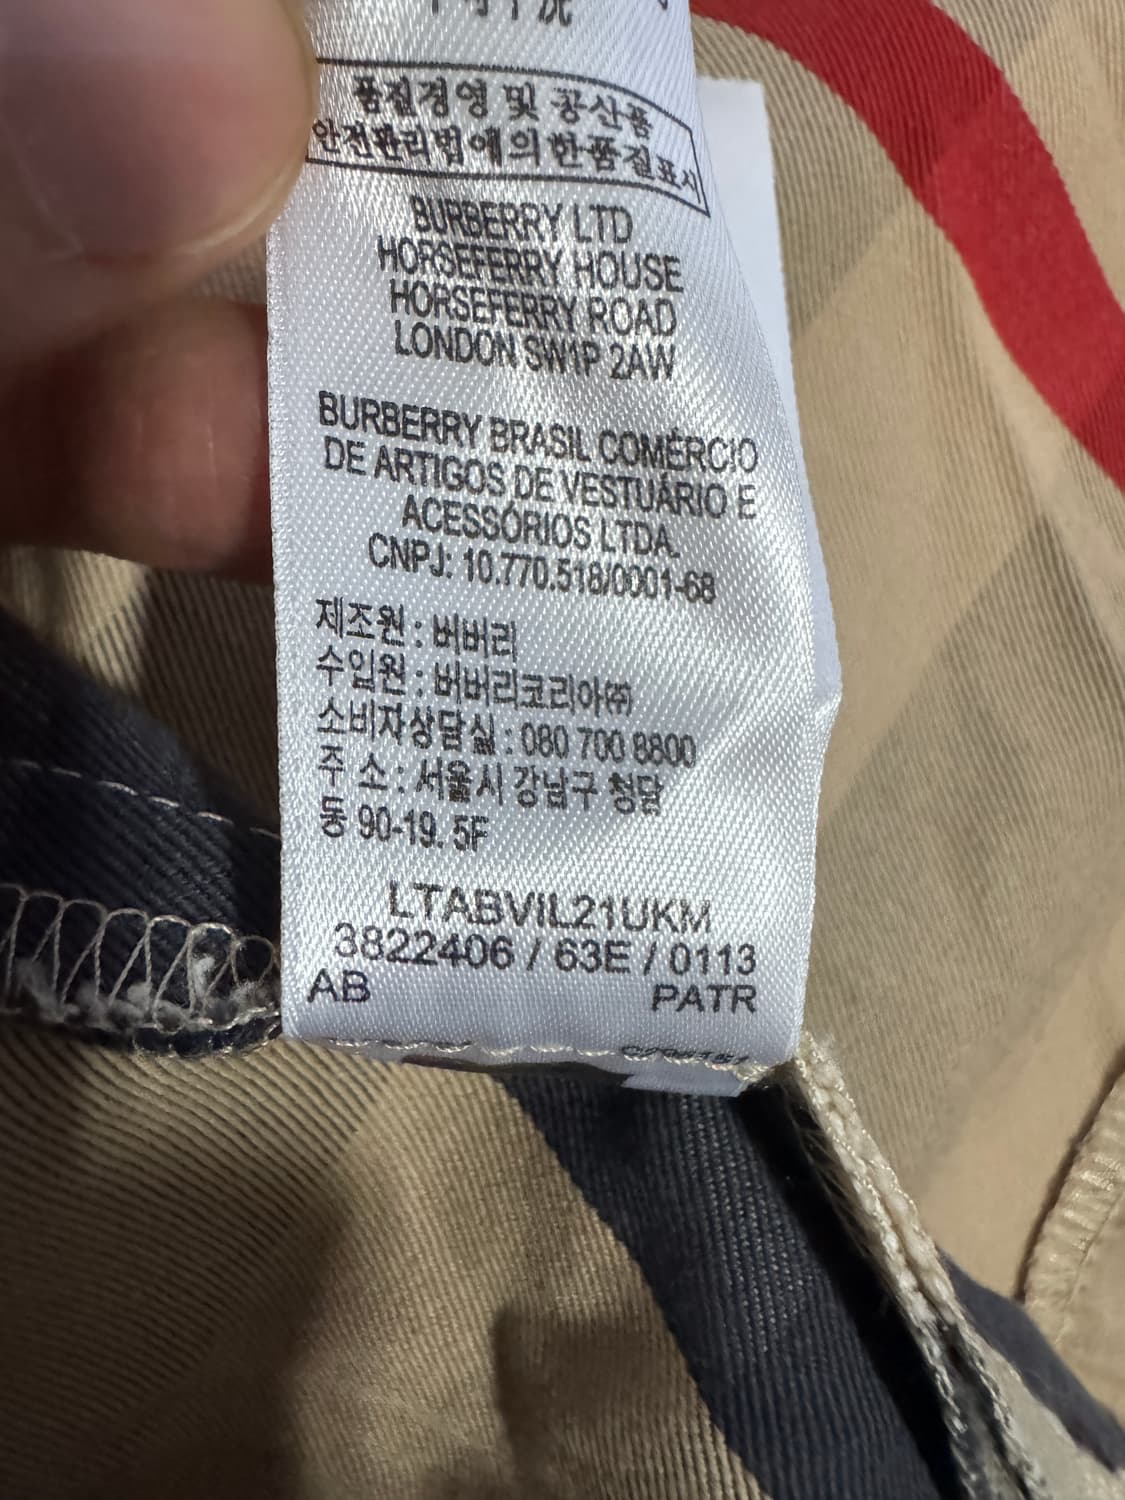 품질경영 및 공산품
안전관리법에의한품질표시
BURBERRY LTD
HORSEFERRY HOUSE
HORSEFERRY ROAD
LONDON SW1P 2AW
BURBERRY BRASIL COMÉRCIO
DE ARTIGOS DE VESTUÁRIO E
ACESSÓRIOS LTDA.
CNPJ: 10.770.518/0001-68
제조원 : 버버리
수입원 : 버버리코리아㈜
소비자상담실 : 080 700 8800
주 소 : 서울시 강남구 청담
동 90-19. 5F
LTABVIL21UKM
3822406 / 63E / 0113
AB PATR